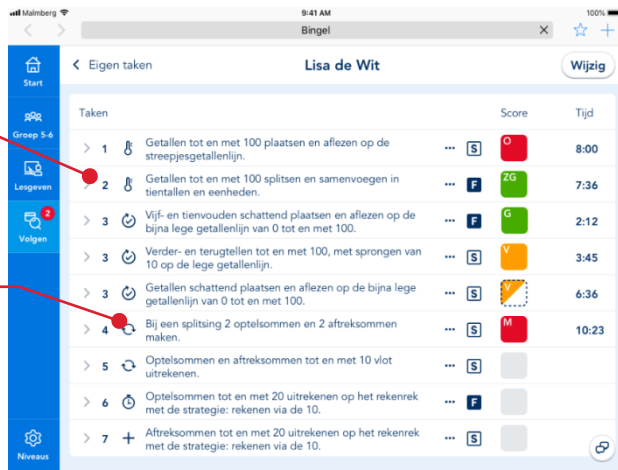 Malmberg 9:41 AM 100%
Bingel
Start
Groep 5-6
Lesgeven
2
Volgen
Niveaus
Eigen taken Lisa de Wit Wijzig
Taken Score Tijd
1 Getallen tot en met 100 plaatsen en aflezen op de
streepjesgetallenlijn. ••• S O 8:00
2 Getallen tot en met 100 splitsen en samenvoegen in
tientallen en eenheden. ••• F ZG 7:36
3 Vijf- en tienvouden schattend plaatsen en aflezen op de
bijna lege getallenlijn van 0 tot en met 100. ••• F G 2:12
3 Verder- en terugtellen tot en met 100, met sprongen van
10 op de lege getallenlijn. ••• S V 3:45
3 Getallen schattend plaatsen en aflezen op de bijna lege
getallenlijn van 0 tot en met 100. ••• S V 6:36
4 Bij een splitsing 2 optelsommen en 2 aftreksommen
maken. ••• S M 10:23
5 Optelsommen en aftreksommen tot en met 10 vlot
uitrekenen. ••• S
6 Optelsommen tot en met 20 uitrekenen op het rekenrek
met de strategie: rekenen via de 10. ••• F
7 Aftreksommen tot en met 20 uitrekenen op het rekenrek
met de strategie: rekenen via de 10. ••• S